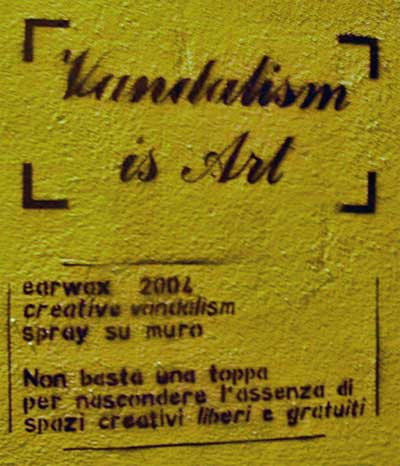 Vandalism
is Art
earwax 2004
creative vandalism
spray su muro
Non basta una toppa
per nascondere l'assenza di
spazi creativi liberi e gratuiti